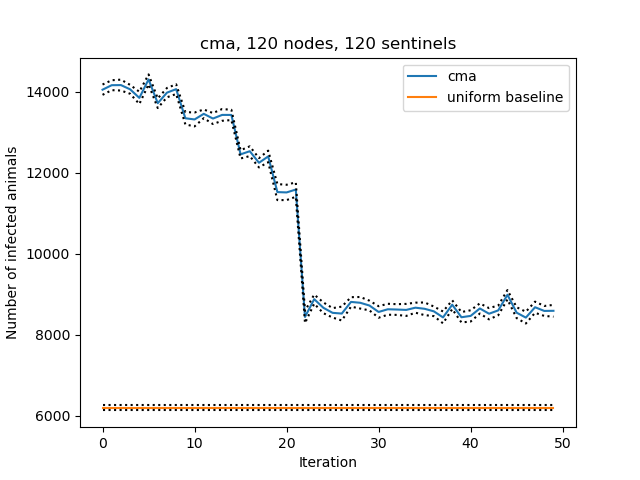 cma, 120 nodes, 120 sentinels
cma
uniform baseline
14000
12000
10000
8000
6000
Number of infected animals
0 10 20 30 40 50
Iteration